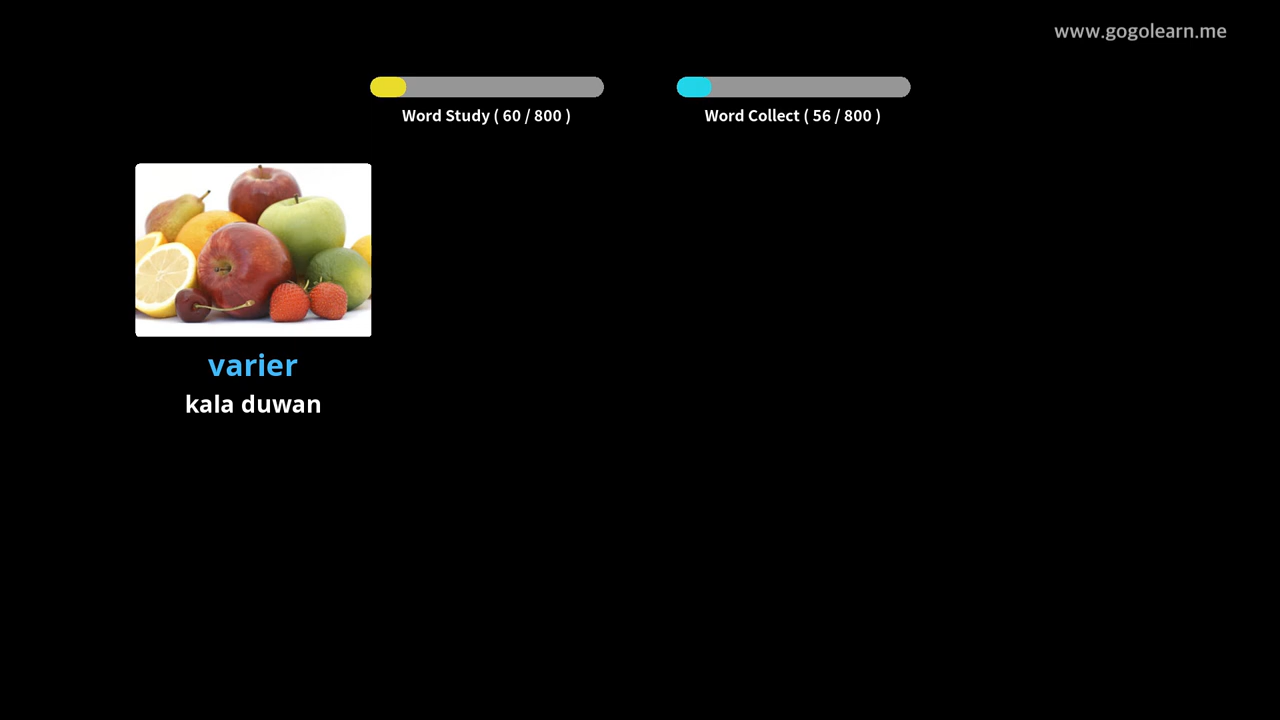 www.gogolearn.me
Word Study ( 60 / 800 )
Word Collect ( 56 / 800 )
varier
kala duwan